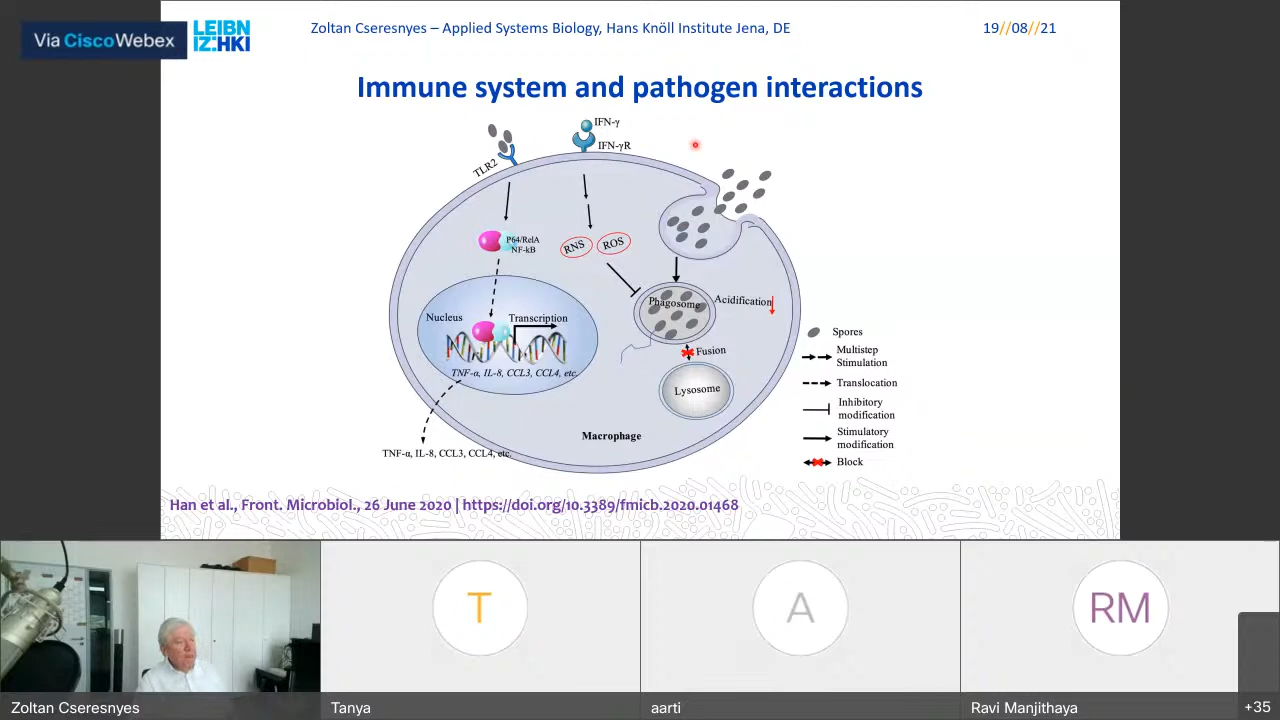 Via Cisco Webex
LEIBN
IZ:HKI
Zoltan Cseresnyes – Applied Systems Biology, Hans Knöll Institute Jena, DE
19//08//21
Immune system and pathogen interactions
IFN-γ
IFN-γR
TLR2
P64/RelA
NF-kB
RNS
ROS
Phagosome
Acidification
Nucleus
Transcription
Fusion
TNF-α, IL-8, CCL3, CCL4, etc.
Lysosome
Macrophage
TNF-α, IL-8, CCL3, CCL4, etc.
Spores
Multistep
Stimulation
Translocation
Inhibitory
modification
Stimulatory
modification
Block
Han et al., Front. Microbiol., 26 June 2020 | https://doi.org/10.3389/fmicb.2020.01468
T
A
RM
Zoltan Cseresnyes
Tanya
aarti
Ravi Manjithaya
+35